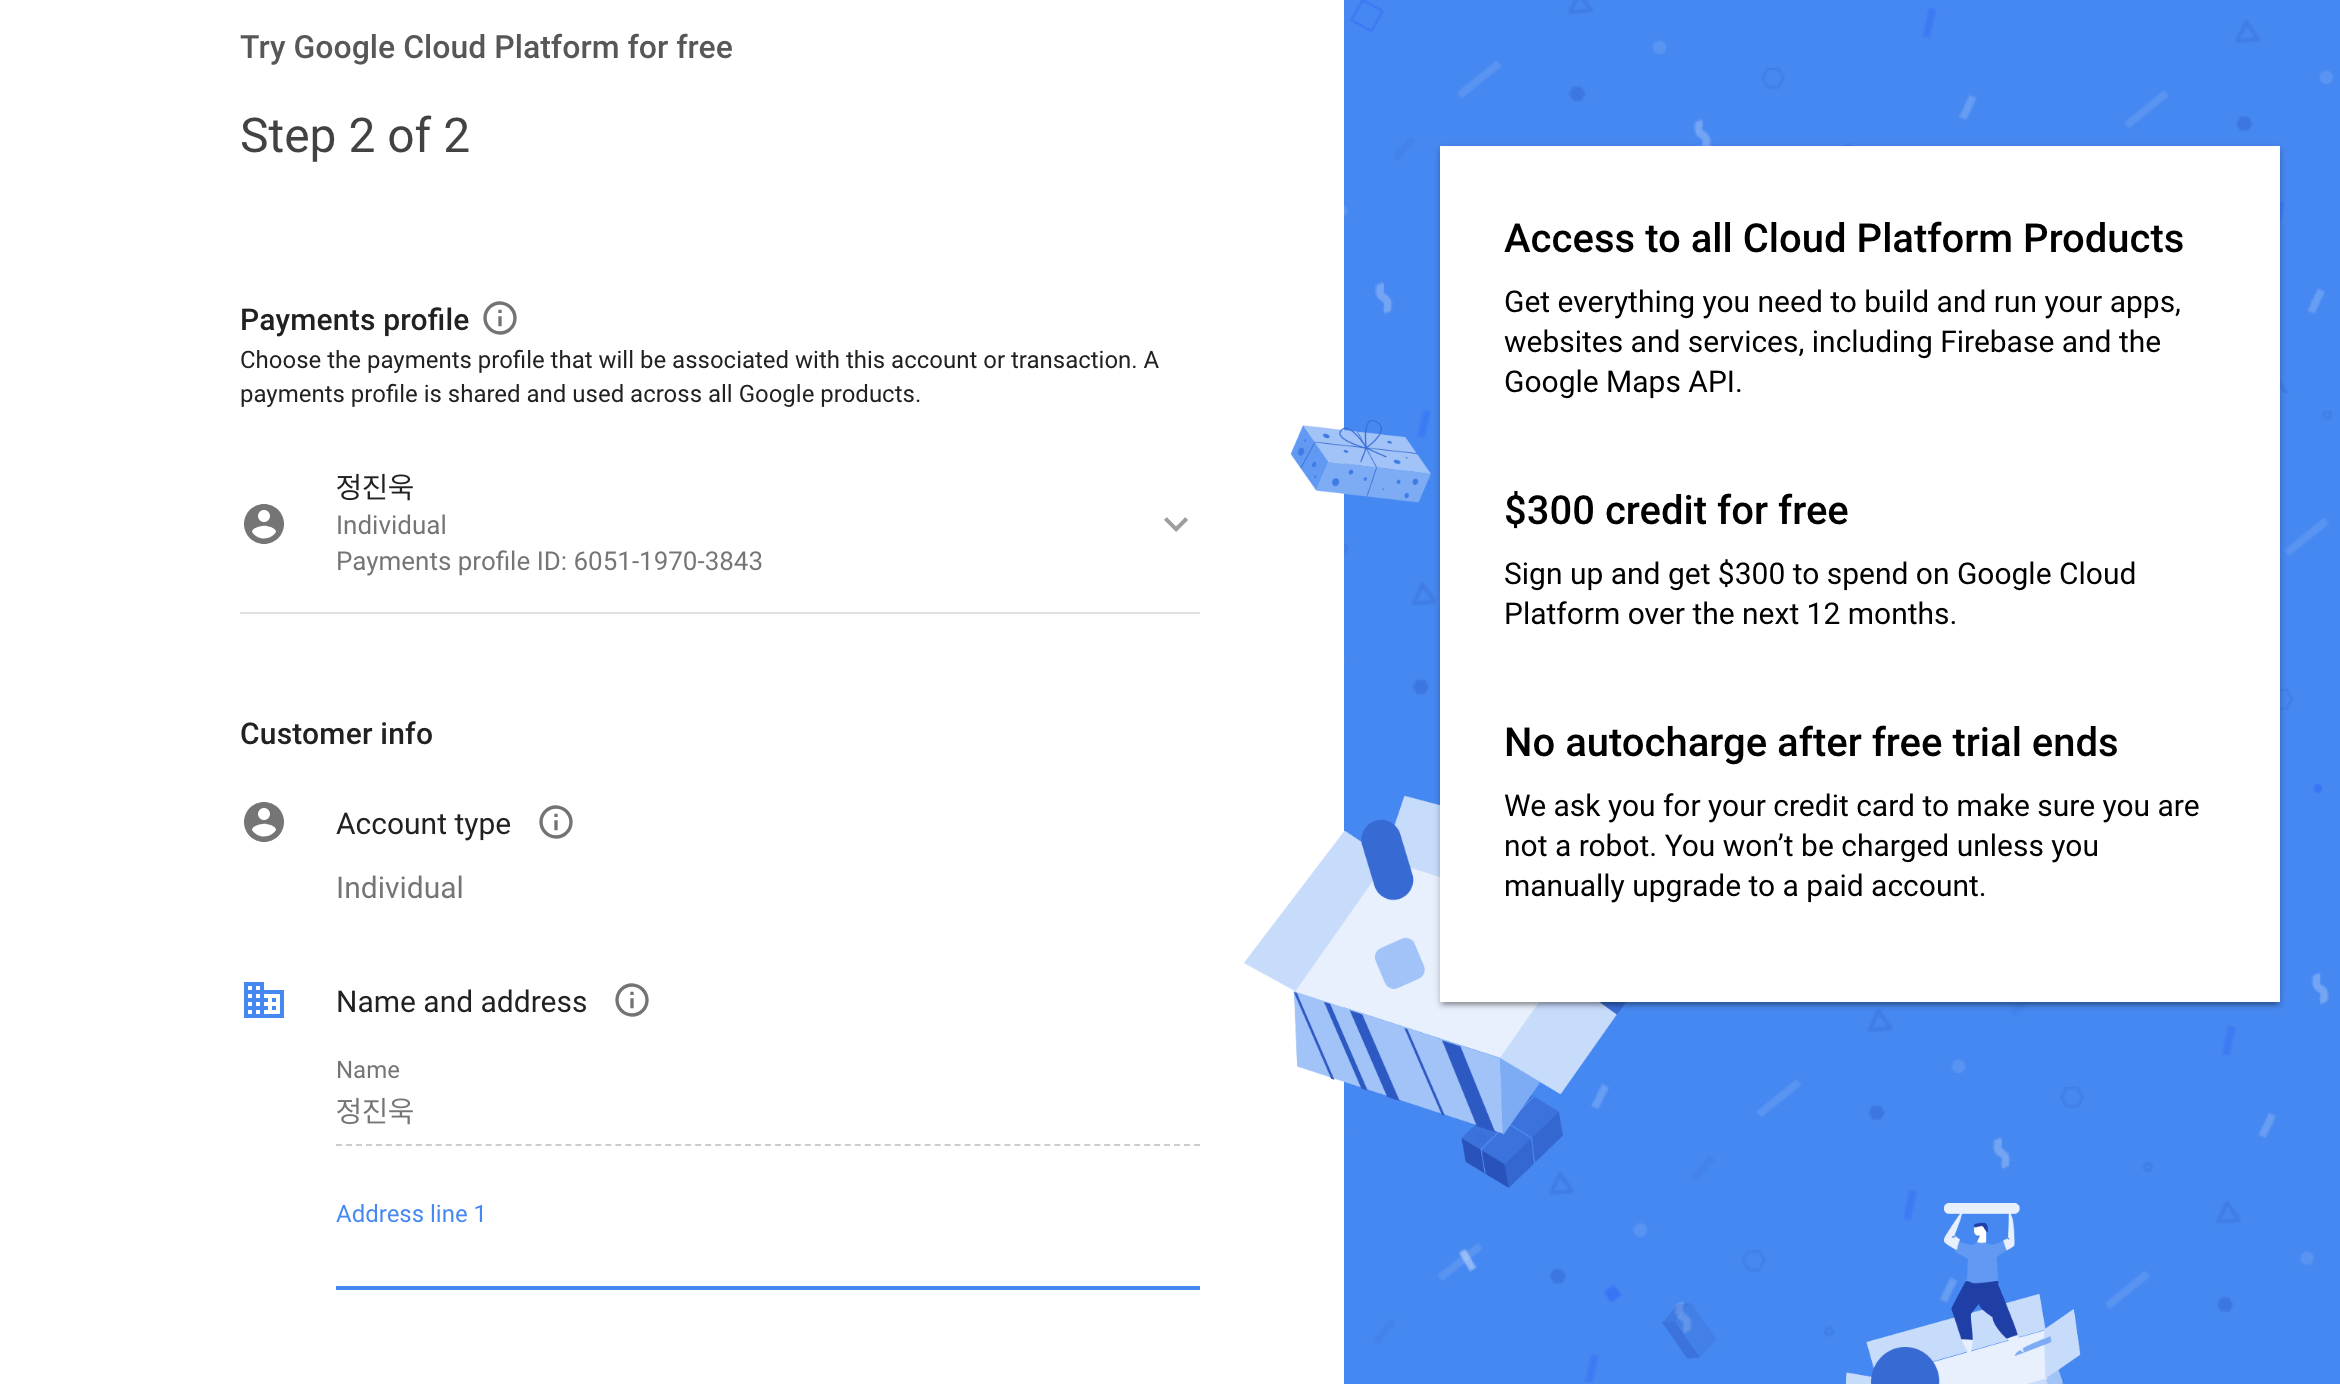 Try Google Cloud Platform for free
Step 2 of 2
Payments profile
Choose the payments profile that will be associated with this account or transaction. A
payments profile is shared and used across all Google products.
정진욱
Individual
Payments profile ID: 6051-1970-3843
Customer info
Account type
Individual
Name and address
Name
정진욱
Address line 1
Access to all Cloud Platform Products
Get everything you need to build and run your apps,
websites and services, including Firebase and the
Google Maps API.
$300 credit for free
Sign up and get $300 to spend on Google Cloud
Platform over the next 12 months.
No autocharge after free trial ends
We ask you for your credit card to make sure you are
not a robot. You won’t be charged unless you
manually upgrade to a paid account.